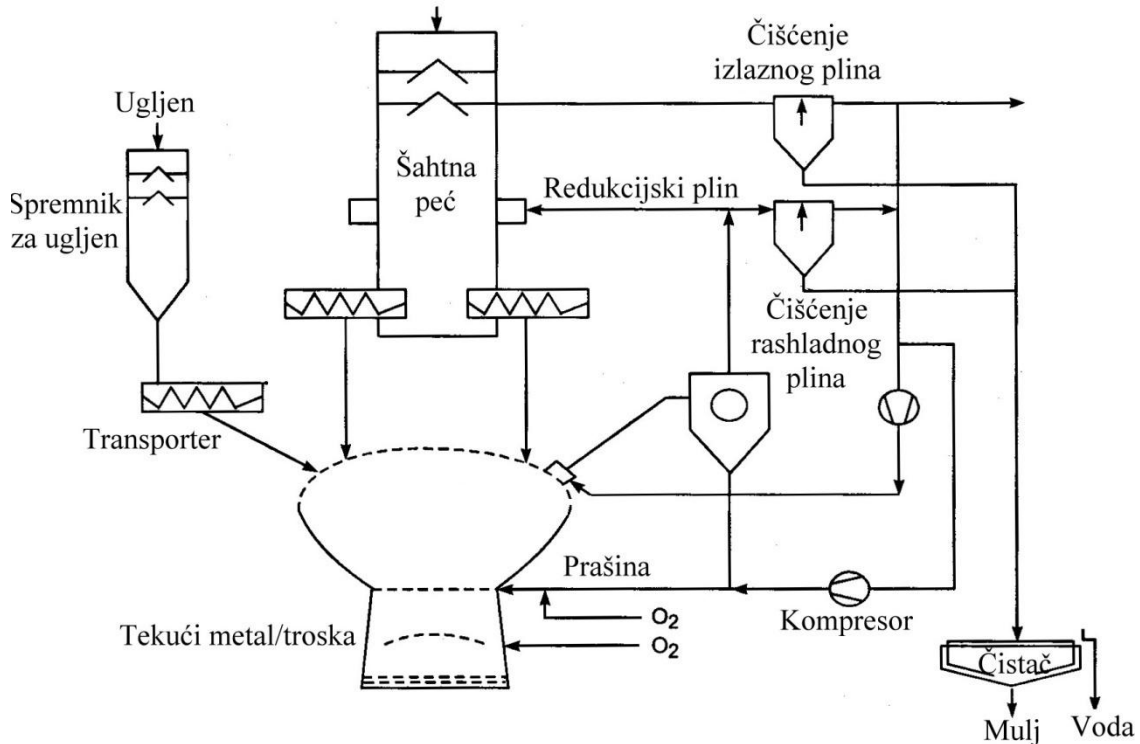 Čišćenje
izlaznog plina
Ugljen
Šahtna
peć
Redukcijski plin
Spremnik
za ugljen
Čišćenje
rashladnog
plina
Transporter
Prašina
O2
Kompresor
Tekući metal/troska
O2
Čistač
Mulj
Voda